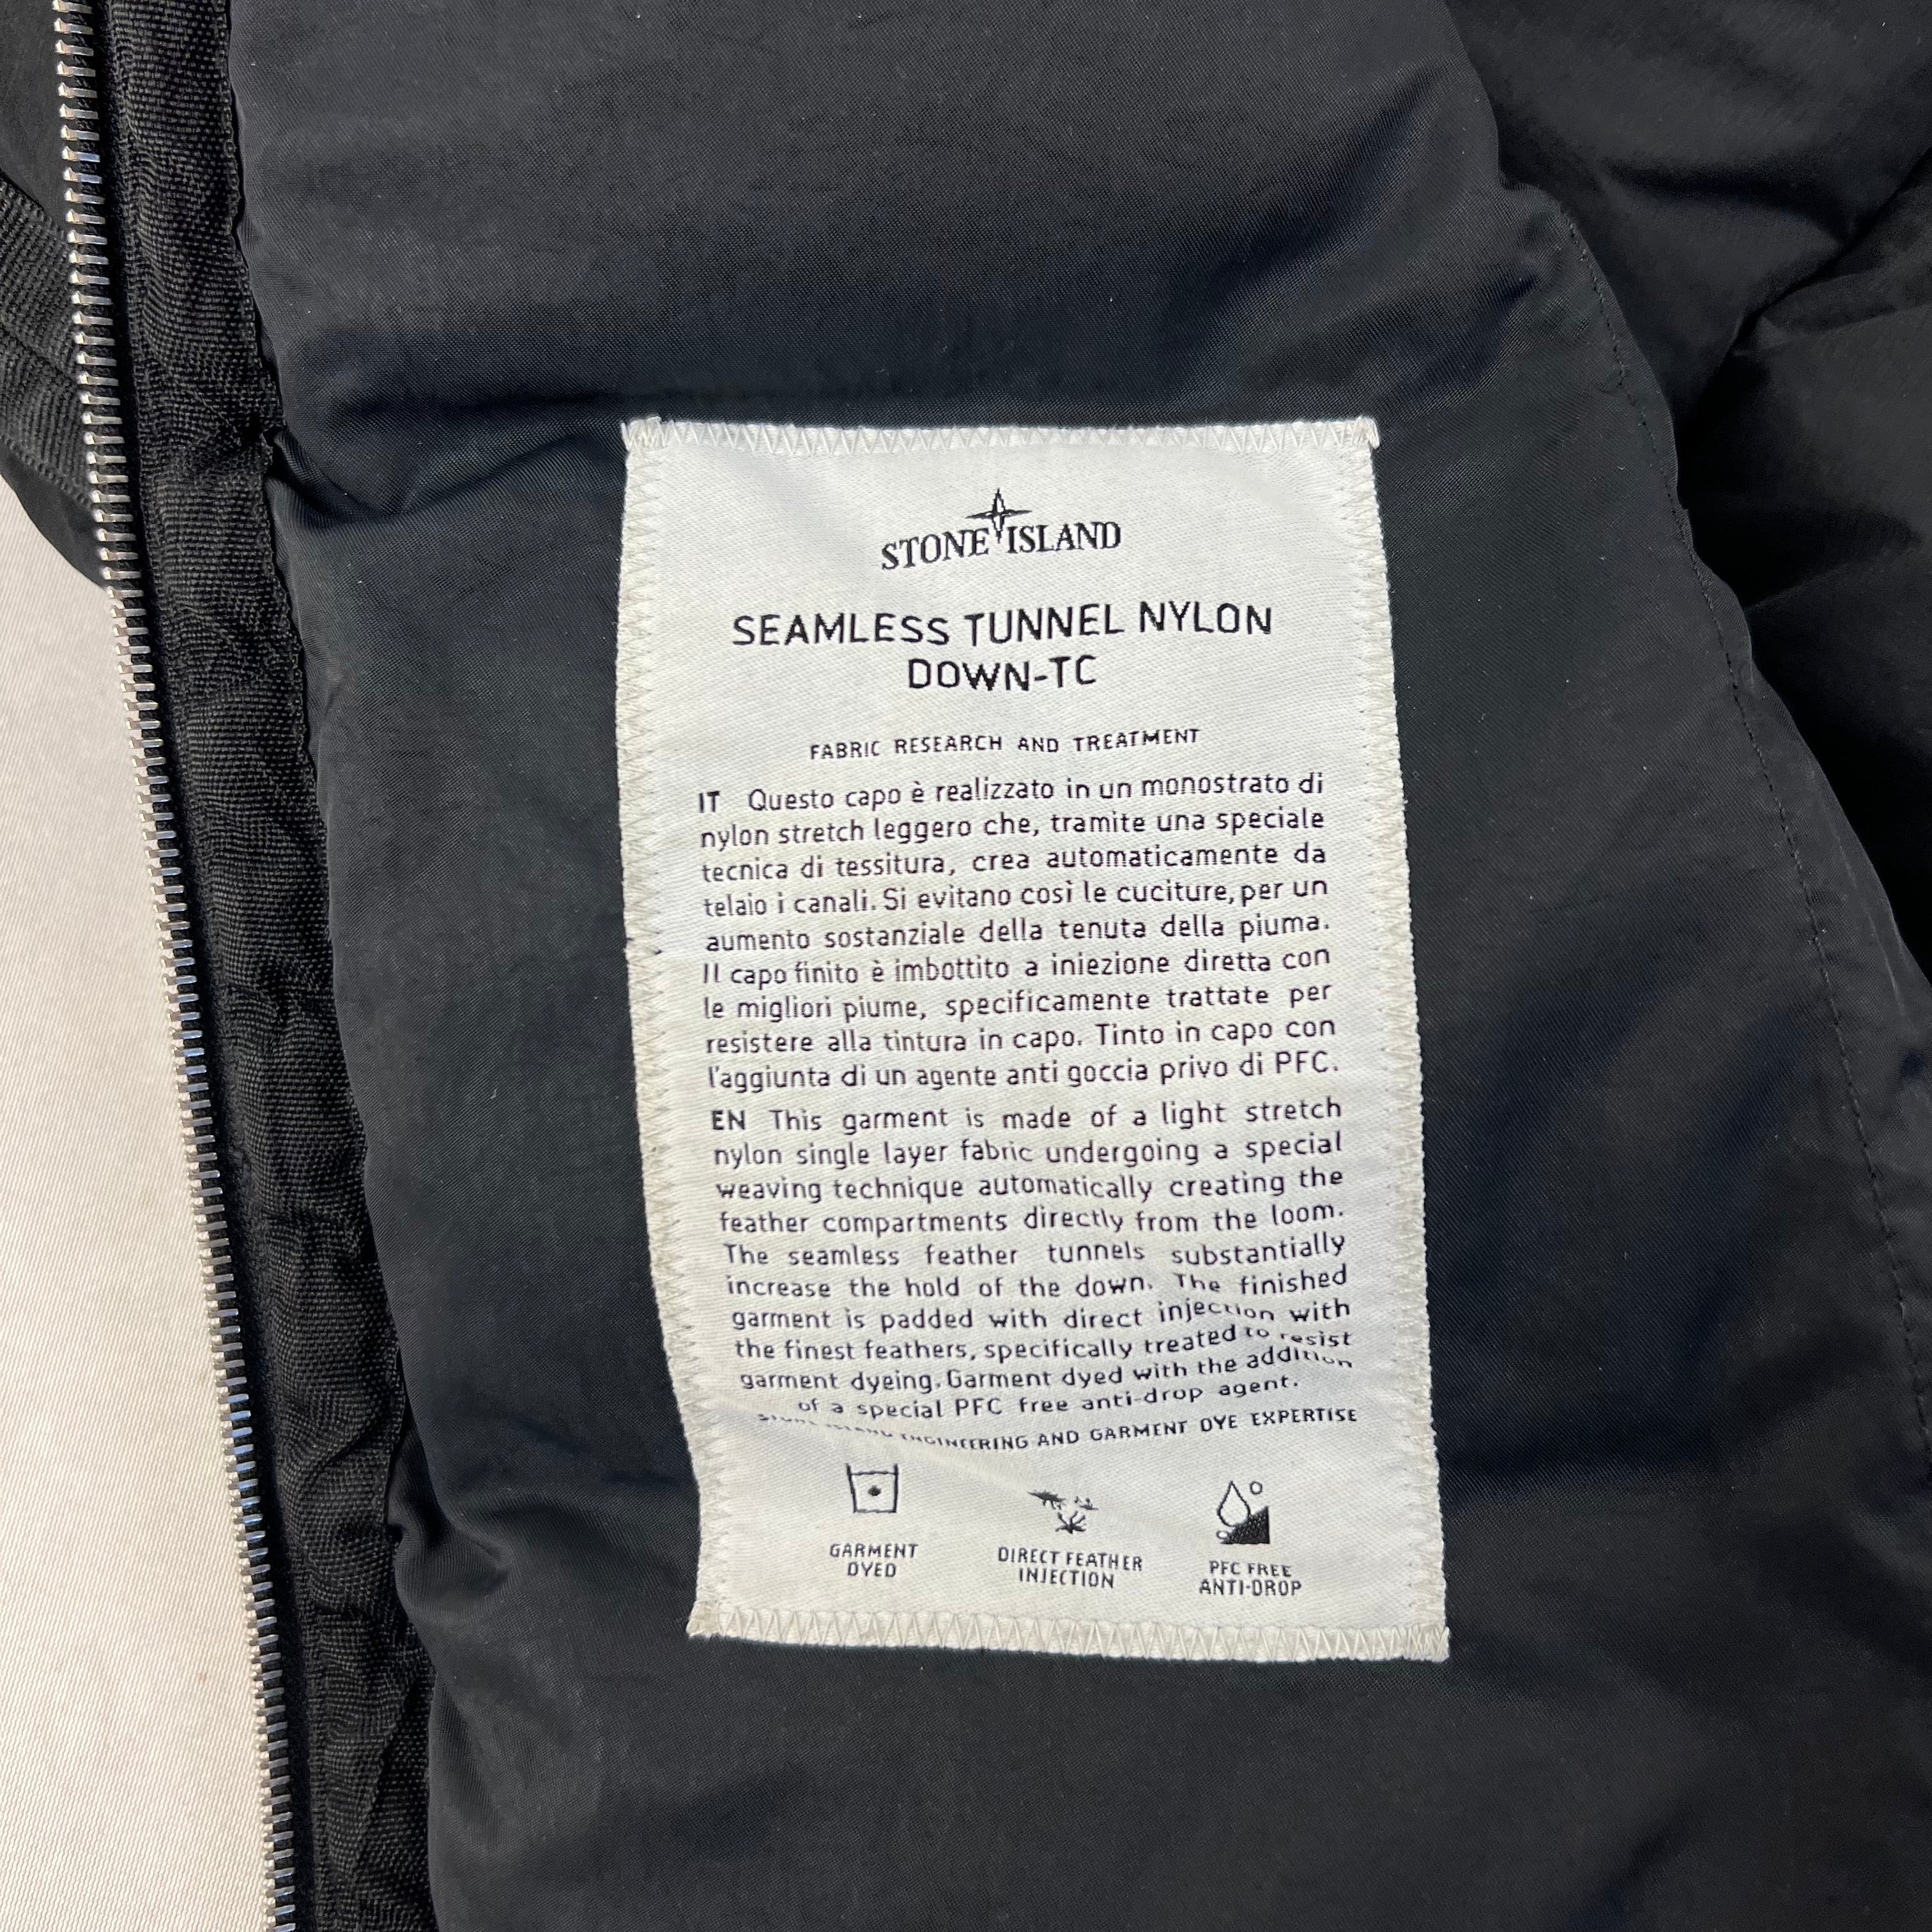 STONE ISLAND
SEAMLESS TUNNEL NYLON
DOWN-TC
FABRIC RESEARCH AND TREATMENT
IT Questo capo è realizzato in un monostrato di
nylon stretch leggero che, tramite una speciale
tecnica di tessitura, crea automaticamente da
telaio i canali. Si evitano così le cuciture, per un
aumento sostanziale della tenuta della piuma.
Il capo finito è imbottito a iniezione diretta con
le migliori piume, specificamente trattate per
resistere alla tintura in capo. Tinto in capo con
l'aggiunta di un agente anti goccia privo di PFC.
EN This garment is made of a light stretch
nylon single layer fabric undergoing a special
weaving technique automatically creating the
feather compartments directly from the loom.
The seamless feather tunnels substantially
increase the hold of the down. The finished
garment is padded with direct injection with
the finest feathers, specifically treated to resist
garment dyeing. Garment dyed with the addition
of a special PFC free anti-drop agent.
STONE ISLAND ENGINEERING AND GARMENT DYE EXPERTISE
GARMENT
DYED
DIRECT FEATHER
INJECTION
PFC FREE
ANTI-DROP